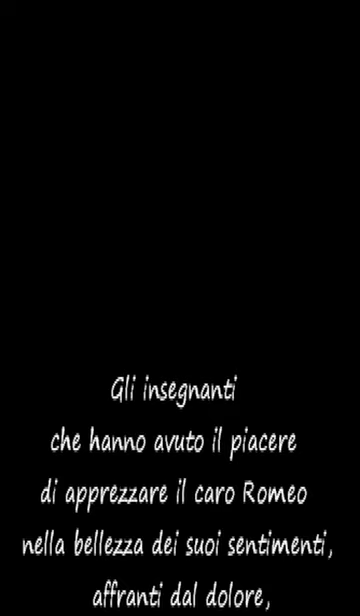 Gli insegnanti
che hanno avuto il piacere
di apprezzare il caro Romeo
nella bellezza dei suoi sentimenti,
affranti dal dolore,